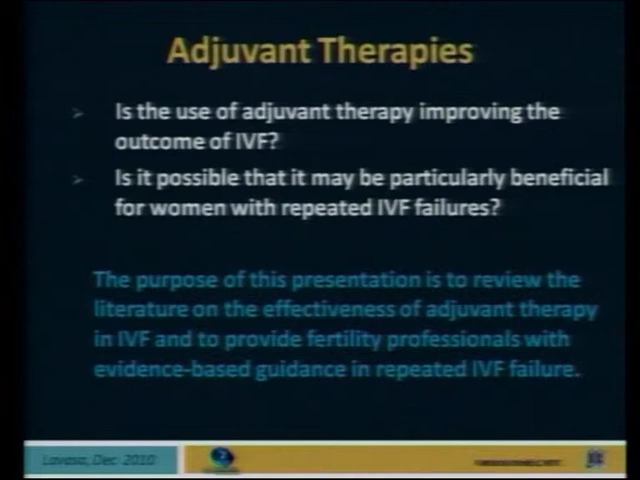 Adjuvant Therapies
Is the use of adjuvant therapy improving the
outcome of IVF?
Is it possible that it may be particularly beneficial
for women with repeated IVF failures?
The purpose of this presentation is to review the
literature on the effectiveness of adjuvant therapy
in IVF and to provide fertility professionals with
evidence-based guidance in repeated IVF failure.
Lavasa, Dec 2010